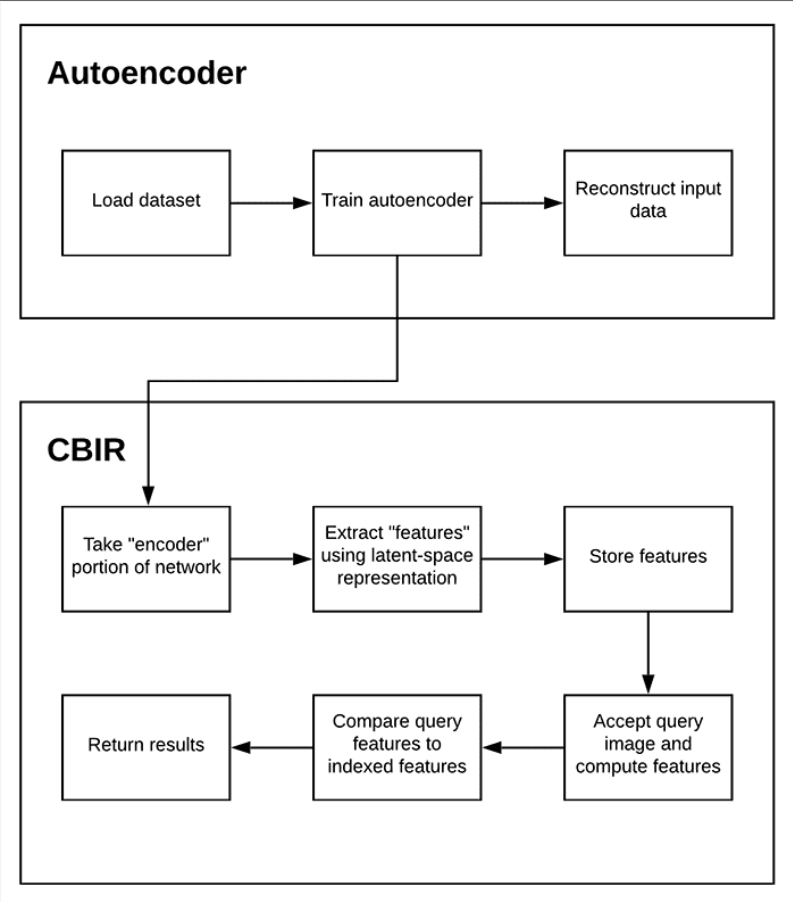 Autoencoder
Load dataset
Train autoencoder
Reconstruct input
data
CBIR
Take "encoder"
portion of network
Extract "features"
using latent-space
representation
Store features
Return results
Compare query
features to
indexed features
Accept query
image and
compute features